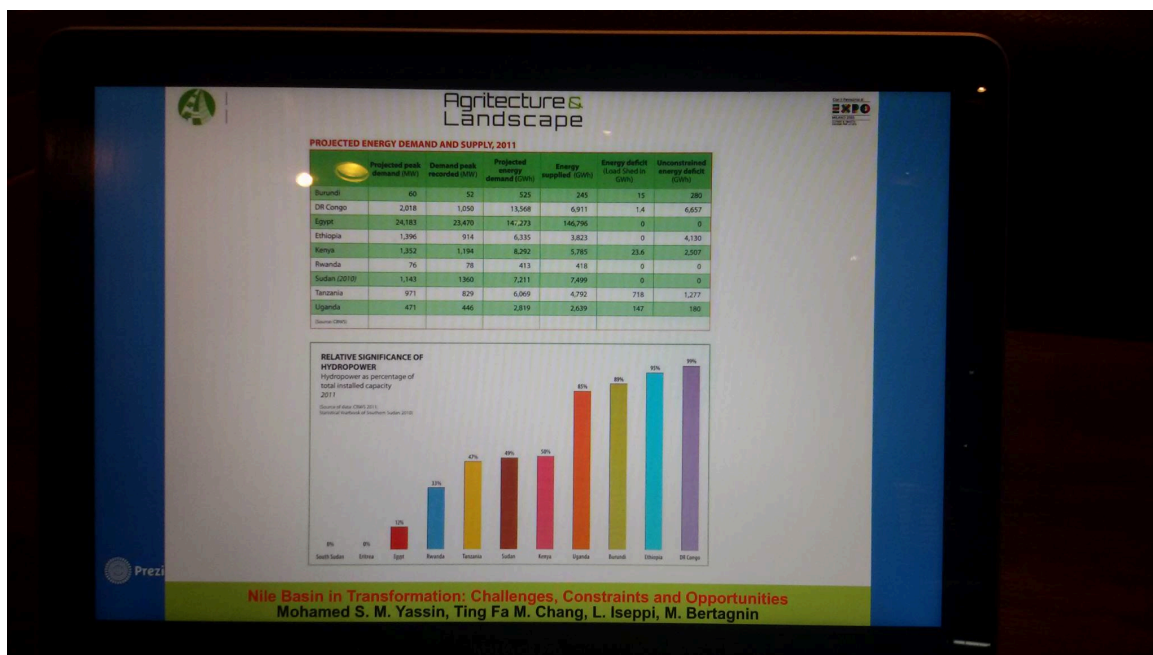 Agritecture &
Landscape
EXPO
PROJECTED ENERGY DEMAND AND SUPPLY, 2011
Projected peak demand (MW) Demand peak recorded (MW) Projected energy demand (GWh) Energy supplied (GWh) Energy deficit (Load Shed in GWh) Unconstrained energy deficit (GWh)
Burundi 60 52 525 245 15 280
DR Congo 2,018 1,050 13,568 6,911 1.4 6,657
Egypt 24,183 23,470 147,273 146,796 0 0
Ethiopia 1,396 914 6,335 3,823 0 4,130
Kenya 1,352 1,194 8,292 5,785 23.6 2,507
Rwanda 76 78 413 418 0 0
Sudan (2010) 1,143 1360 7,211 7,499 0 0
Tanzania 971 829 6,069 4,792 718 1,277
Uganda 471 446 2,819 2,639 147 180
RELATIVE SIGNIFICANCE OF
HYDROPOWER
Hydropower as percentage of
total installed capacity
2011
0% 0% 12% 33% 47% 49% 50% 85% 95% 99%
South Sudan Eritrea Egypt Rwanda Tanzania Sudan Kenya Uganda Burundi Ethiopia DR Congo
Prezi
Nile Basin in Transformation: Challenges, Constraints and Opportunities
Mohamed S. M. Yassin, Ting Fa M. Chang, L. Iseppi, M. Bertagnin